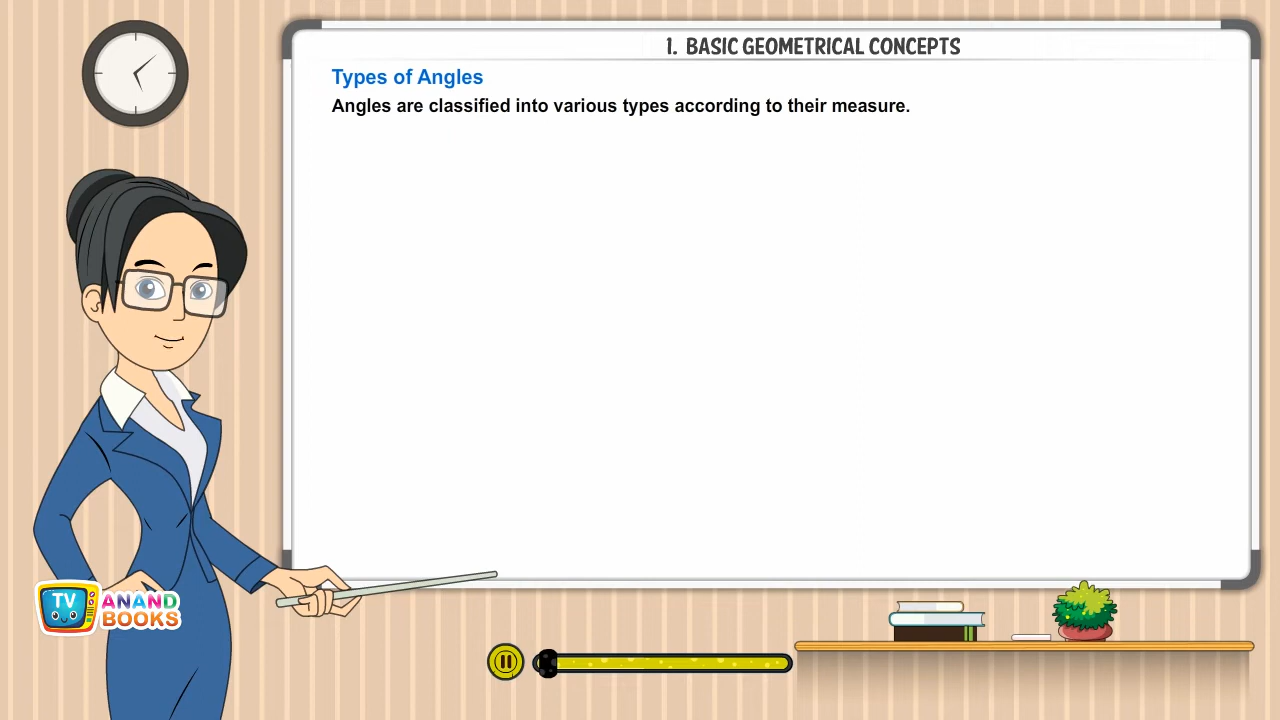 1. BASIC GEOMETRICAL CONCEPTS
Types of Angles
Angles are classified into various types according to their measure.
TV
ANAND
BOOKS